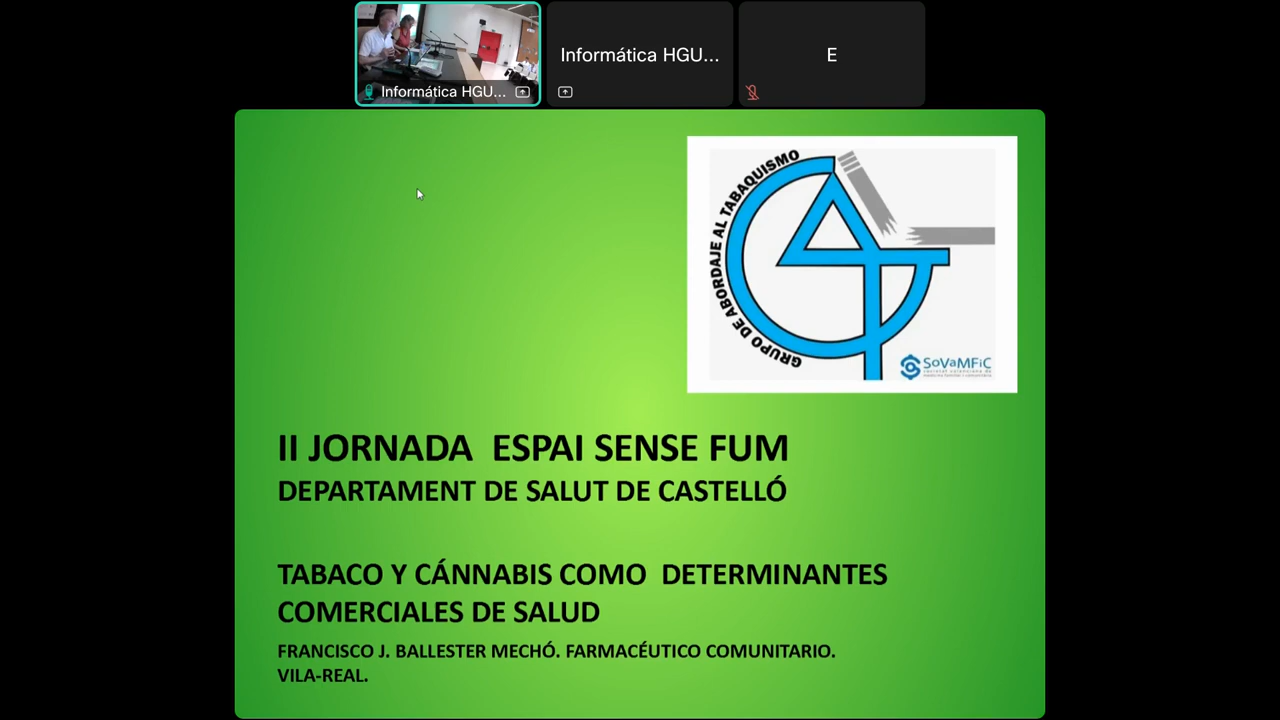 Informática HGU...
Informática HGU...
E
GRUPO DE ABORDAJE AL TABAQUISMO
SoVaMFiC
II JORNADA  ESPAI SENSE FUM
DEPARTAMENT DE SALUT DE CASTELLÓ
TABACO Y CÁNNABIS COMO  DETERMINANTES
COMERCIALES DE SALUD
FRANCISCO J. BALLESTER MECHÓ. FARMACÉUTICO COMUNITARIO.
VILA-REAL.